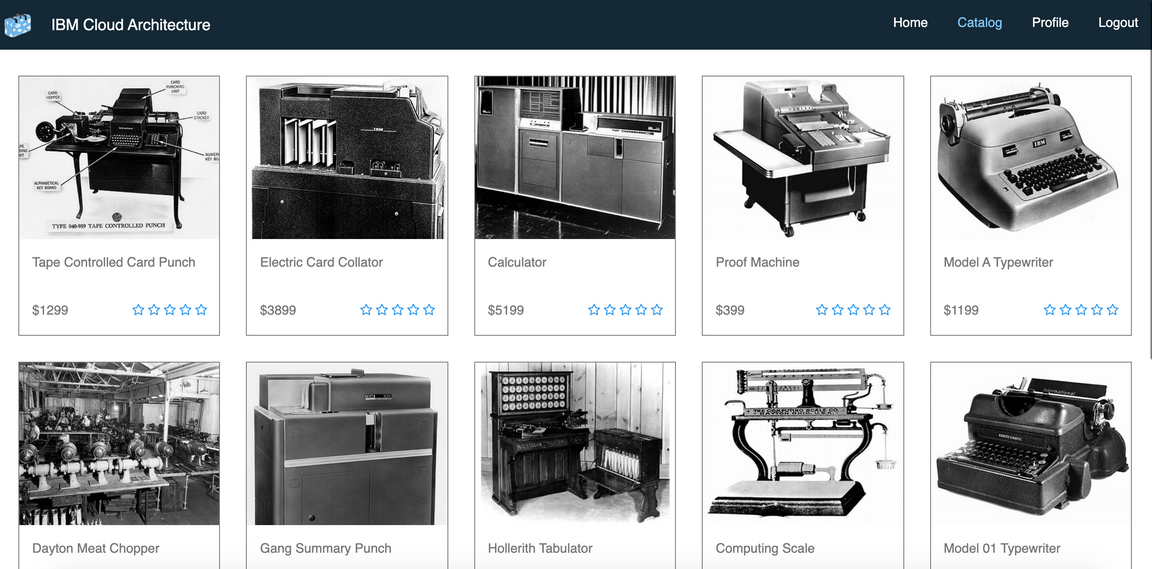 IBM Cloud Architecture
Home Catalog Profile Logout
CARD PUNCHING UNIT
CARD HOPPER
CARD STACKER
ALPHABETICAL KEY BOARD
TYPE 040-999 TAPE CONTROLLED PUNCH
IBM
Tape Controlled Card Punch
$1299
Electric Card Collator
$3899
Calculator
$5199
Proof Machine
$399
Model A Typewriter
$1199
Dayton Meat Chopper
Gang Summary Punch
Hollerith Tabulator
Computing Scale
Model 01 Typewriter